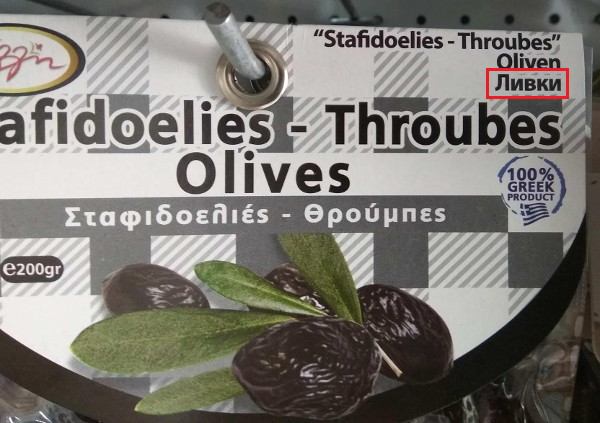 “Stafidoelies - Throubes”
Oliven
Ливки
afidoelies - Throubes
Olives
Σταφιδοελιές - Θρούμπες
100%
GREEK
PRODUCT
℮200gr